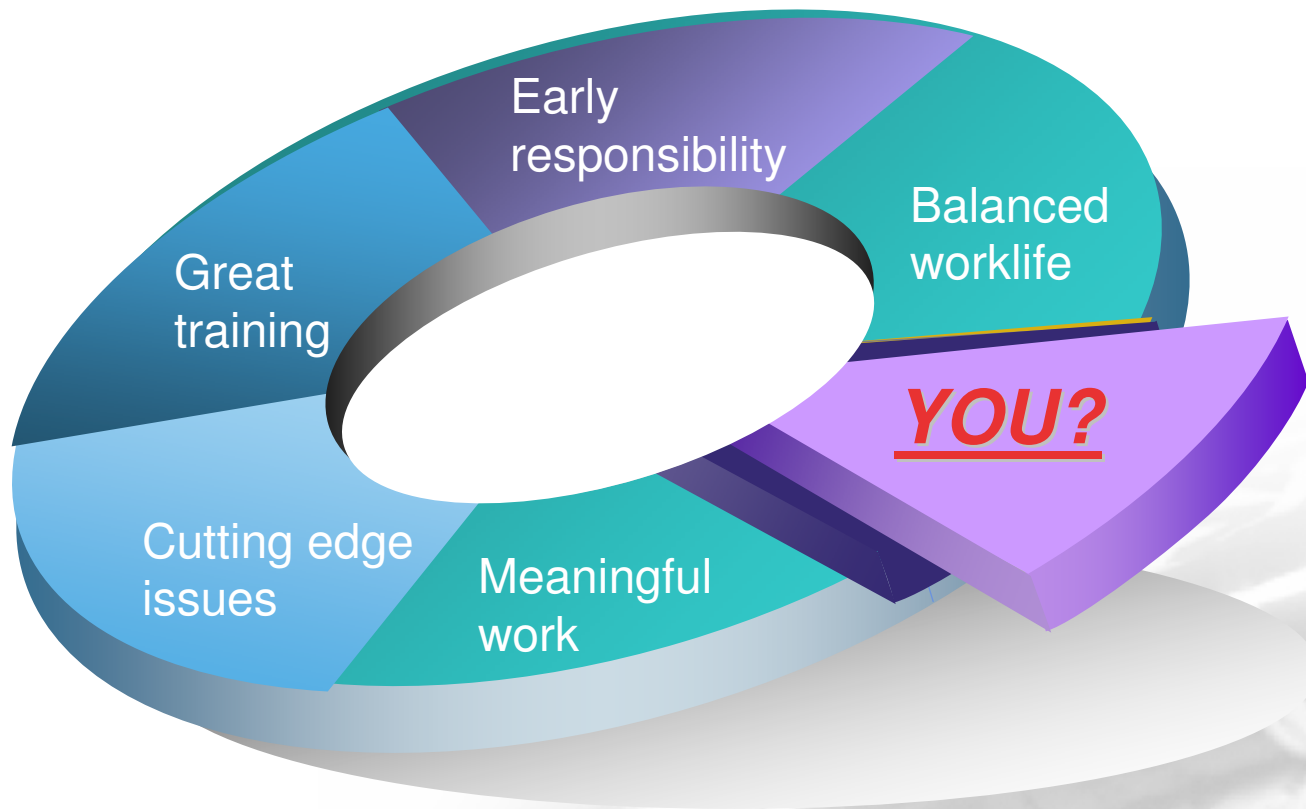 Early
responsibility
Balanced
worklife
Great
training
YOU?
Cutting edge
issues
Meaningful
work